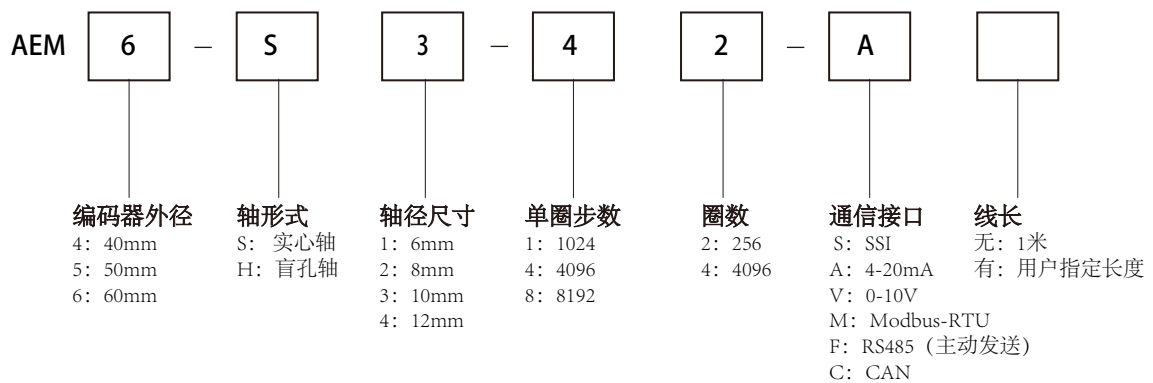 AEM 6 – S 3 – 4 2 – A
编码器外径
4：40mm
5：50mm
6：60mm
轴形式
S： 实心轴
H：盲孔轴
轴径尺寸
1：6mm
2：8mm
3：10mm
4：12mm
单圈步数
1：1024
4：4096
8：8192
圈数
2：256
4：4096
通信接口
S：SSI
A：4-20mA
V：0-10V
M：Modbus-RTU
F：RS485（主动发送）
C：CAN
线长
无：1米
有：用户指定长度